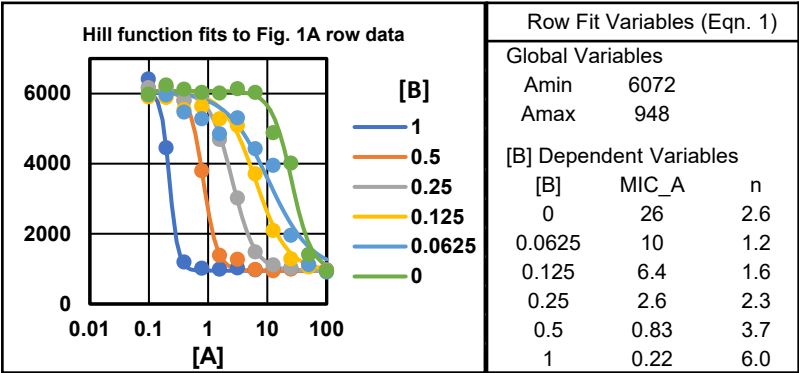 Hill function fits to Fig. 1A row data
6000
4000
2000
0
0.01 0.1 1 10 100
[A]
[B]
1
0.5
0.25
0.125
0.0625
0
Row Fit Variables (Eqn. 1)
Global Variables
Amin 6072
Amax 948
[B] Dependent Variables
[B] MIC_A n
0 26 2.6
0.0625 10 1.2
0.125 6.4 1.6
0.25 2.6 2.3
0.5 0.83 3.7
1 0.22 6.0